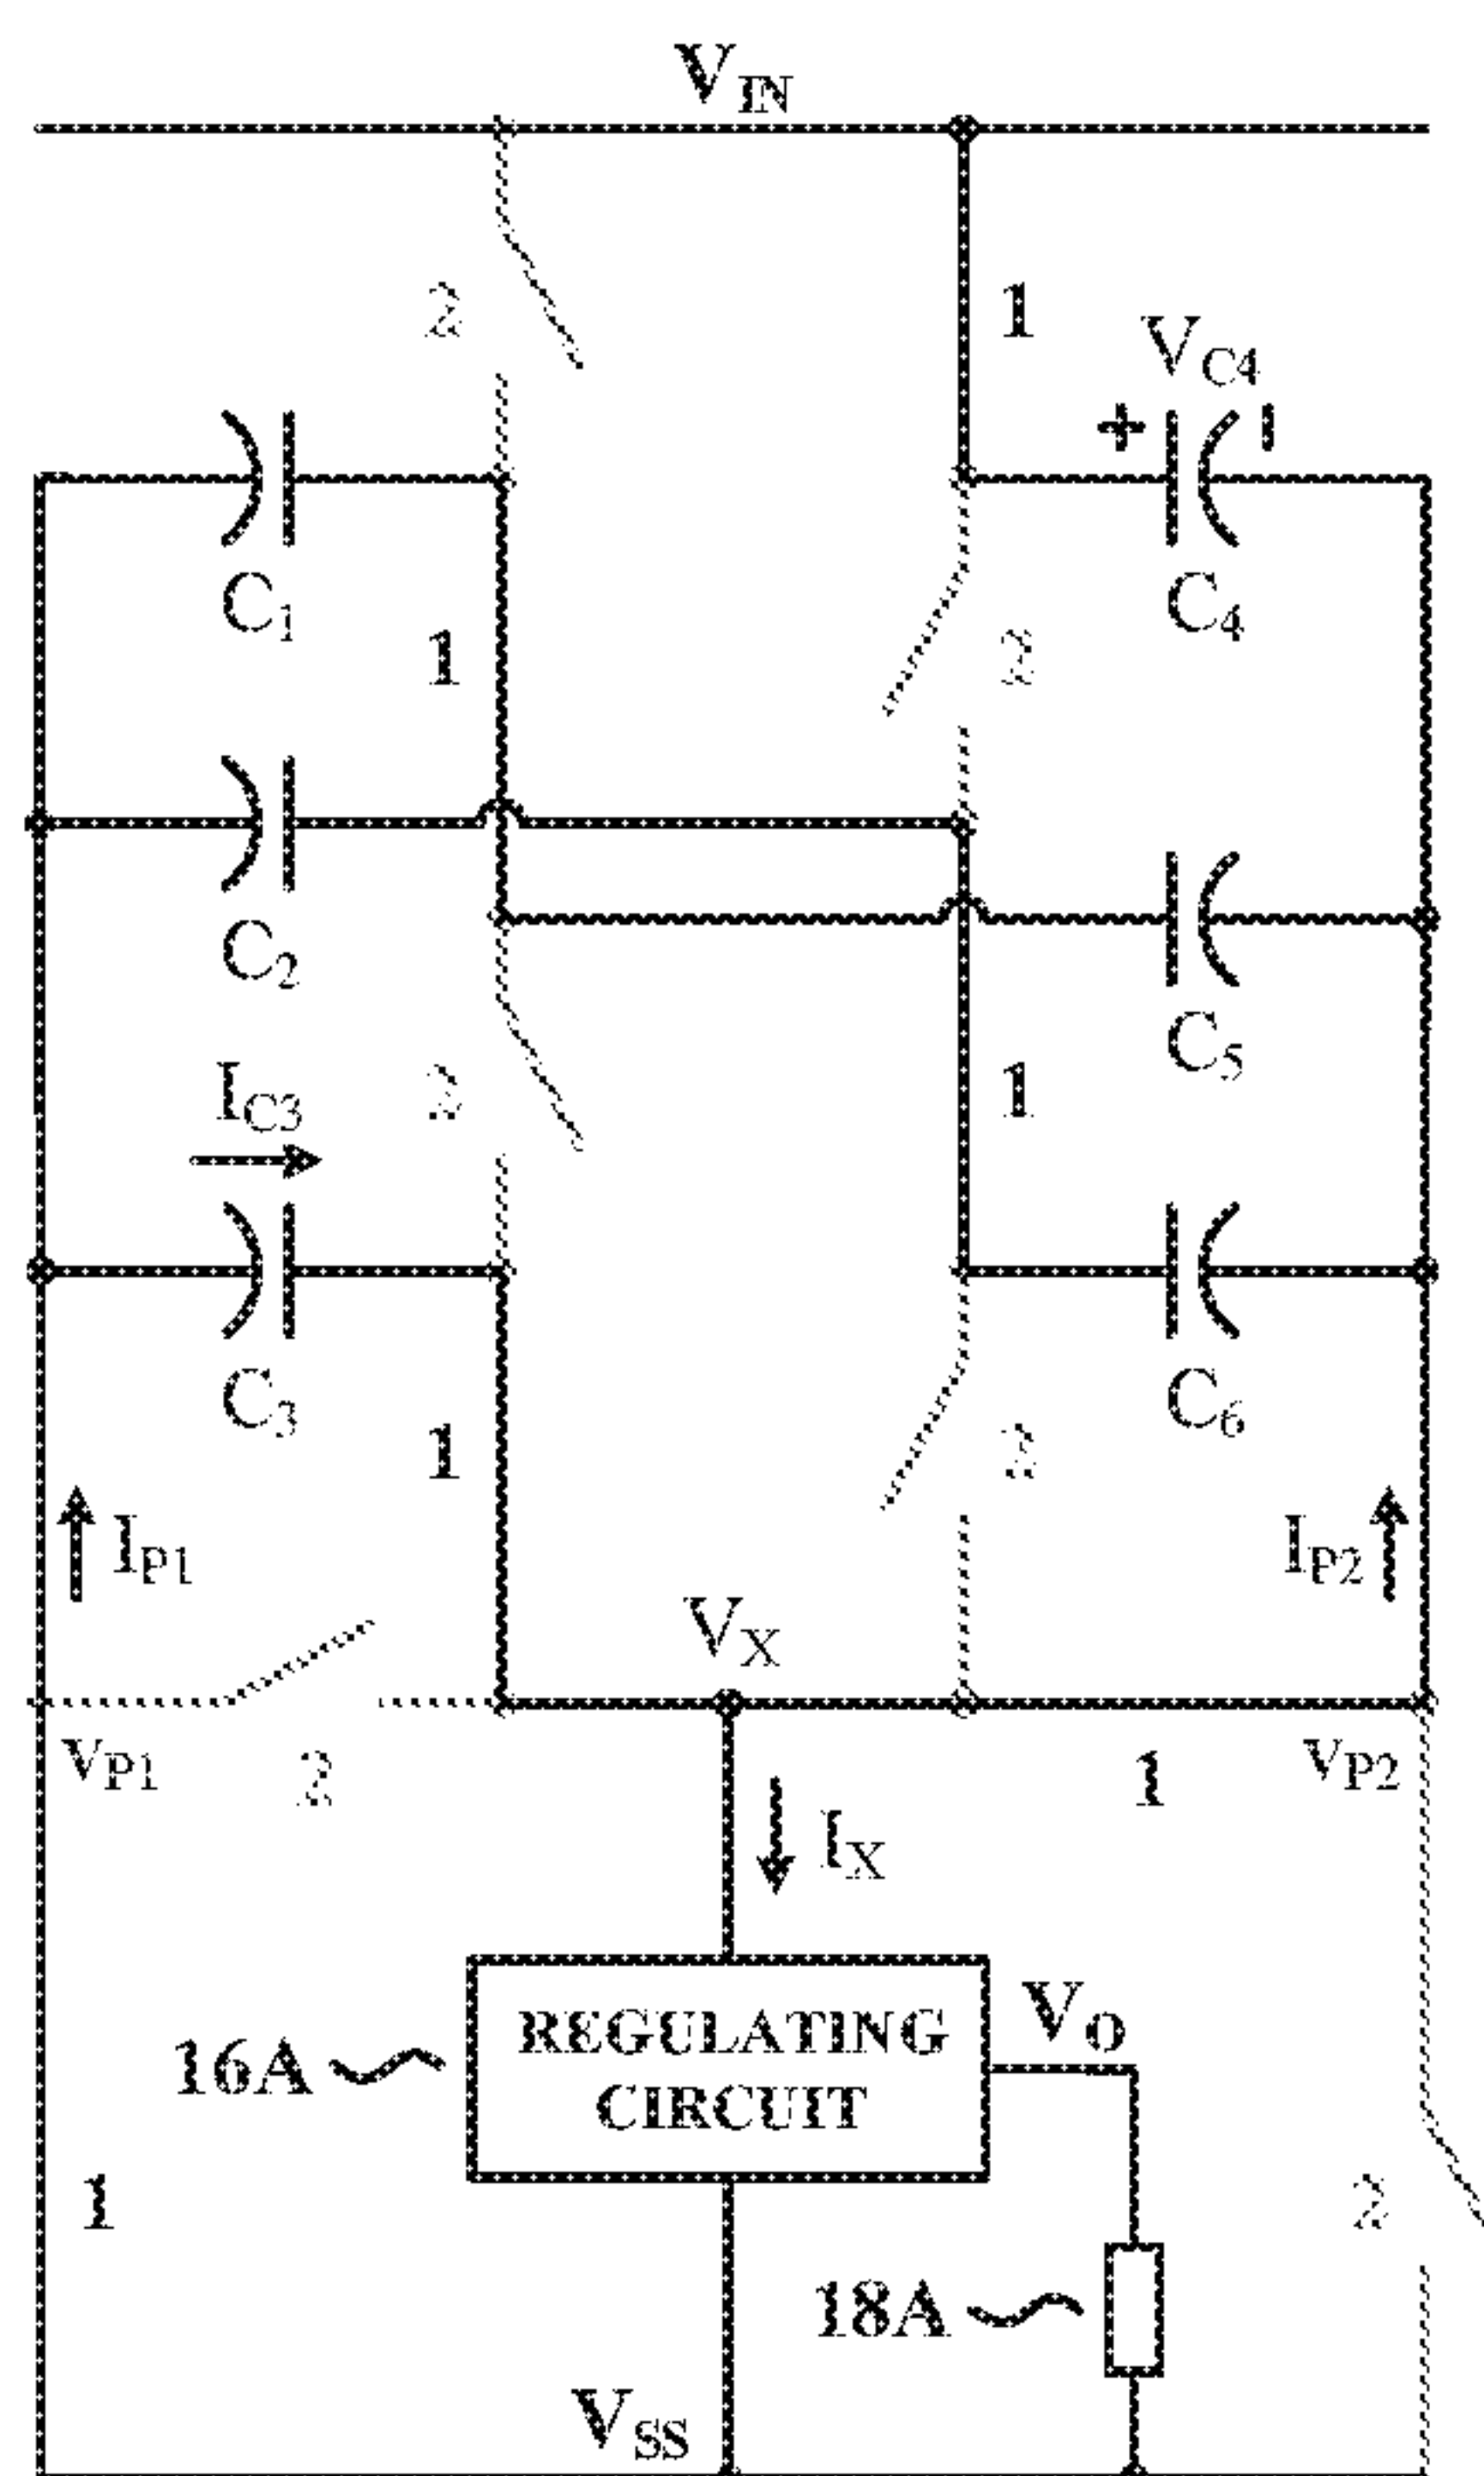 V_IN
2
1
V_C4
+
C_1
C_4
1
2
C_2
C_5
I_C3
2
1
C_3
C_6
1
2
I_P1
I_P2
V_X
V_P1
2
1
V_P2
I_X
REGULATING
CIRCUIT
V_O
16A
1
2
18A
V_SS